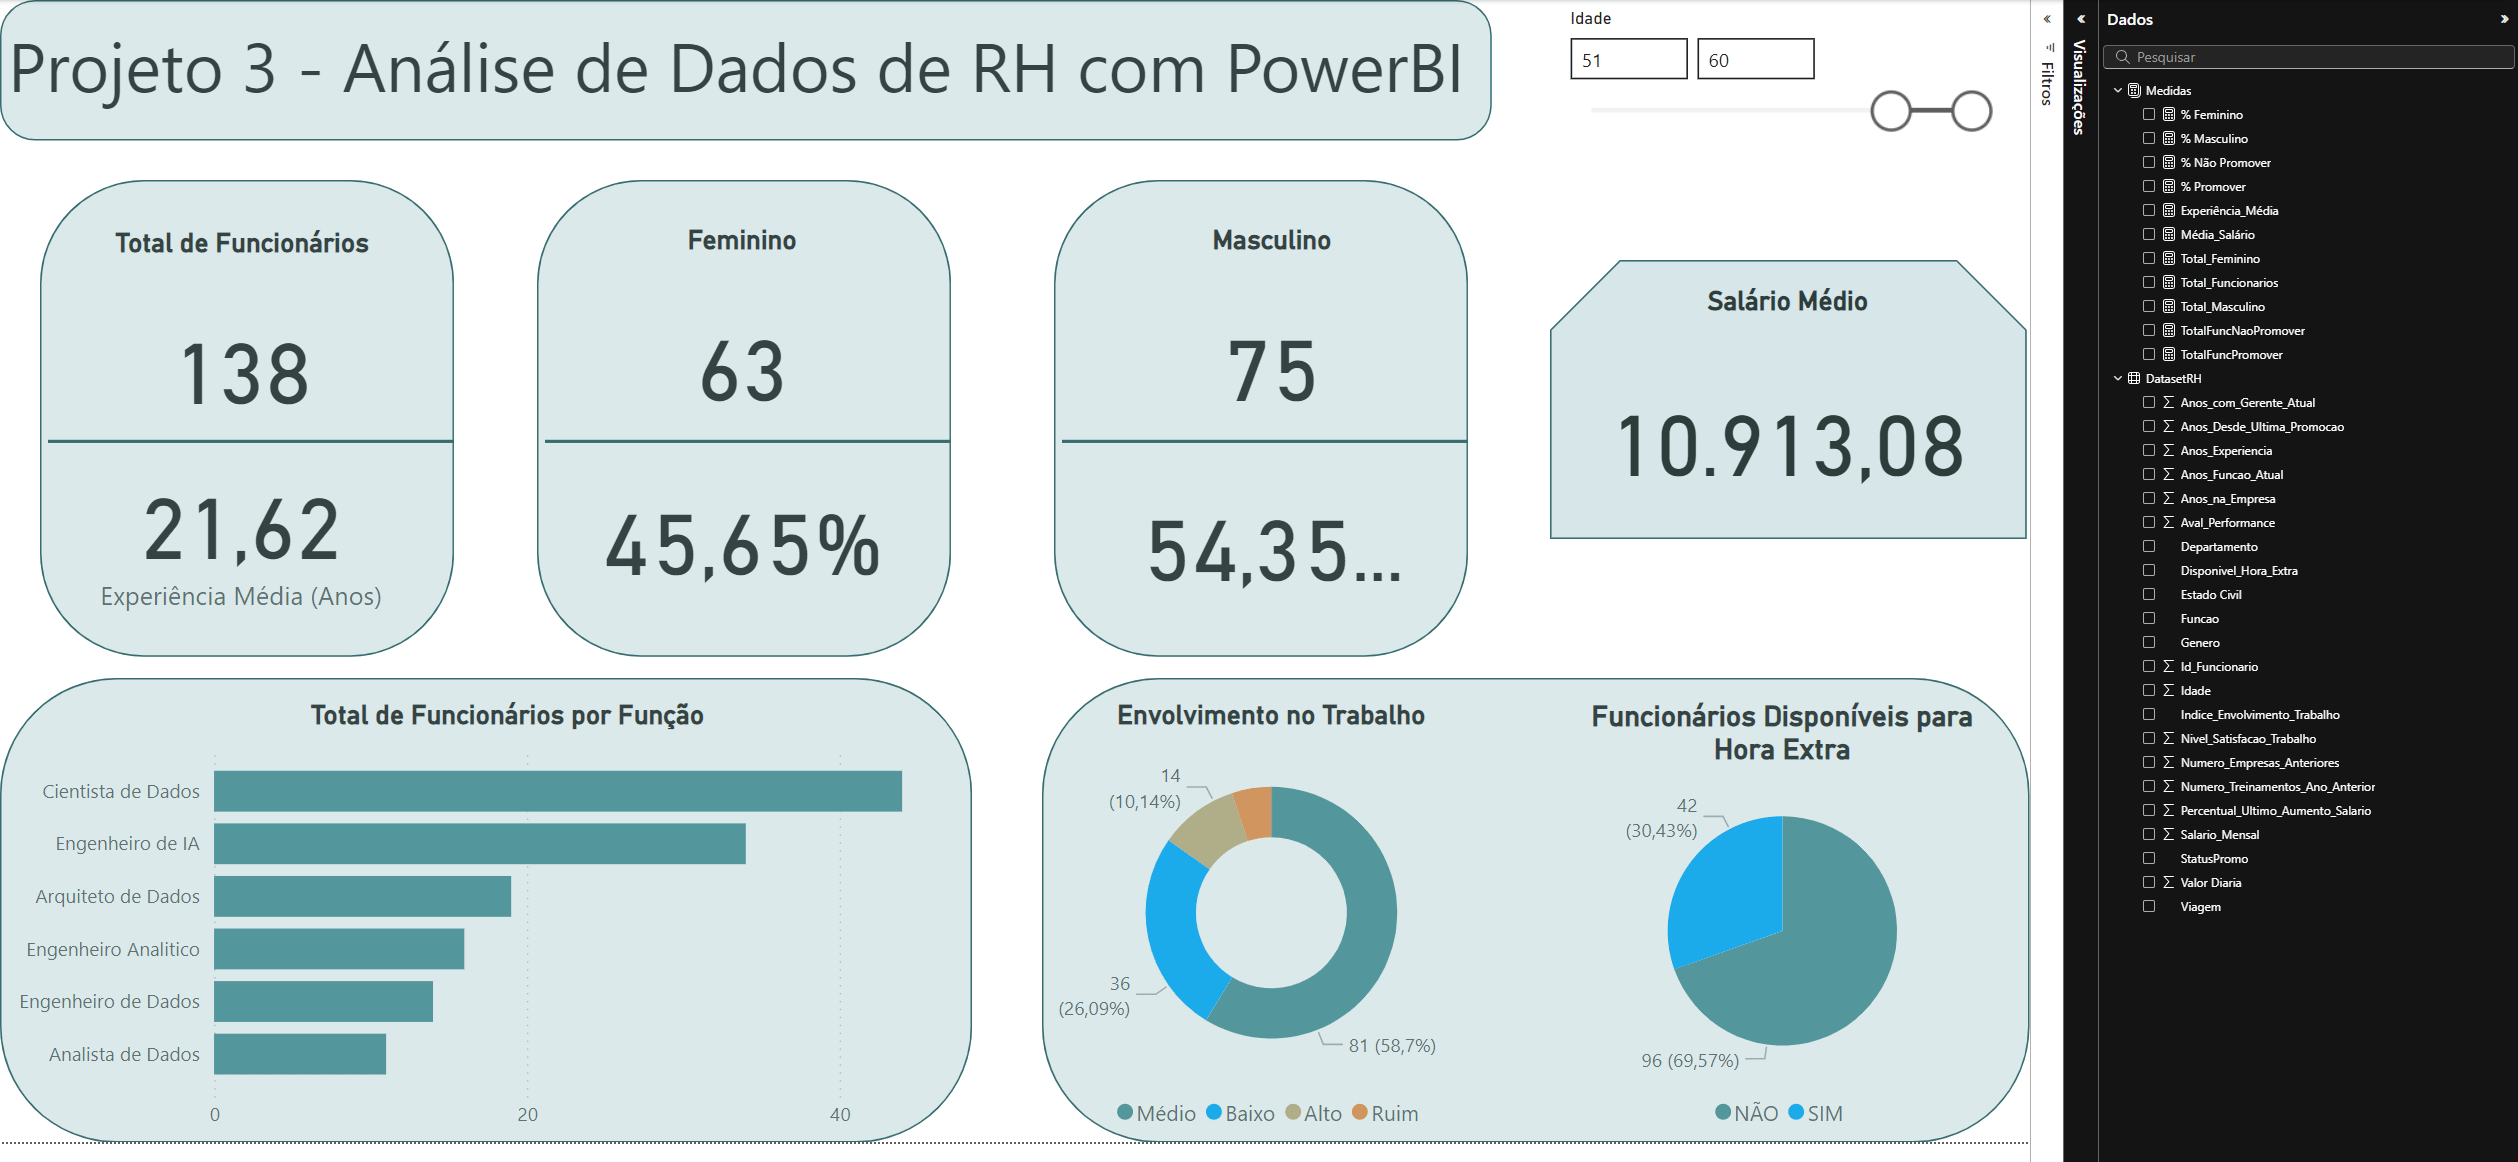 Projeto 3 - Análise de Dados de RH com PowerBI
Idade
51
60
Total de Funcionários
138
21,62
Experiência Média (Anos)
Feminino
63
45,65%
Masculino
75
54,35...
Salário Médio
10.913,08
Total de Funcionários por Função
Cientista de Dados
Engenheiro de IA
Arquiteto de Dados
Engenheiro Analitico
Engenheiro de Dados
Analista de Dados
0
20
40
Envolvimento no Trabalho
14
(10,14%)
36
(26,09%)
81 (58,7%)
Médio
Baixo
Alto
Ruim
Funcionários Disponíveis para
Hora Extra
42
(30,43%)
96 (69,57%)
NÃO
SIM
Filtros
Visualizações
Dados
Pesquisar
Medidas
% Feminino
% Masculino
% Não Promover
% Promover
Experiência_Média
Média_Salário
Total_Feminino
Total_Funcionarios
Total_Masculino
TotalFuncNaoPromover
TotalFuncPromover
DatasetRH
Anos_com_Gerente_Atual
Anos_Desde_Ultima_Promocao
Anos_Experiencia
Anos_Funcao_Atual
Anos_na_Empresa
Aval_Performance
Departamento
Disponivel_Hora_Extra
Estado Civil
Funcao
Genero
Id_Funcionario
Idade
Indice_Envolvimento_Trabalho
Nivel_Satisfacao_Trabalho
Numero_Empresas_Anteriores
Numero_Treinamentos_Ano_Anterior
Percentual_Ultimo_Aumento_Salario
Salario_Mensal
StatusPromo
Valor Diaria
Viagem